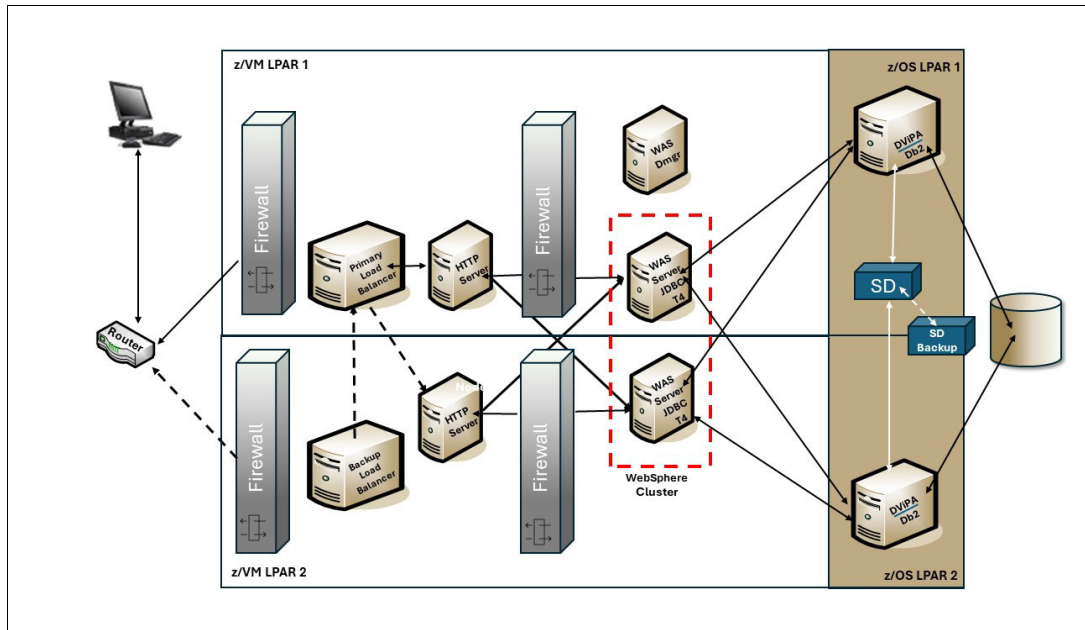 z/VM LPAR 1
z/OS LPAR 1
Firewall
Firewall
WAS
Dmgr
DViPA
Db2
Primary
Load
Balancer
HTTP
Server
WAS
Server
JDBC
T4
SD
SD
Backup
Router
Firewall
Firewall
Backup
Load
Balancer
HTTP
Server
WAS
Server
JDBC
T4
WebSphere
Cluster
DViPA
Db2
z/VM LPAR 2
z/OS LPAR 2